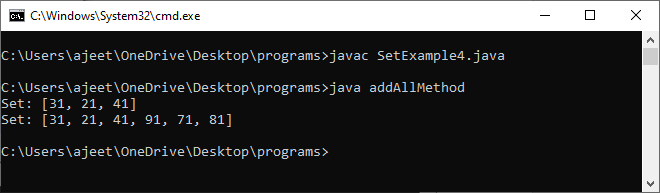 C:\Windows\System32\cmd.exe
C:\Users\ajeet\OneDrive\Desktop\programs>javac SetExample4.java
C:\Users\ajeet\OneDrive\Desktop\programs>java addAllMethod
Set: [31, 21, 41]
Set: [31, 21, 41, 91, 71, 81]
C:\Users\ajeet\OneDrive\Desktop\programs>